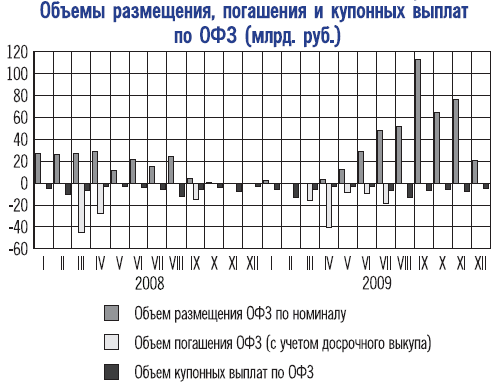 Объемы размещения, погашения и купонных выплат
по ОФЗ (млрд. руб.)
120
100
80
60
40
20
0
-20
-40
-60
I II III IV V VI VII VIII IX X XI XII I II III IV V VI VII VIII IX X XI XII
2008 2009
Объем размещения ОФЗ по номиналу
Объем погашения ОФЗ (с учетом досрочного выкупа)
Объем купонных выплат по ОФЗ